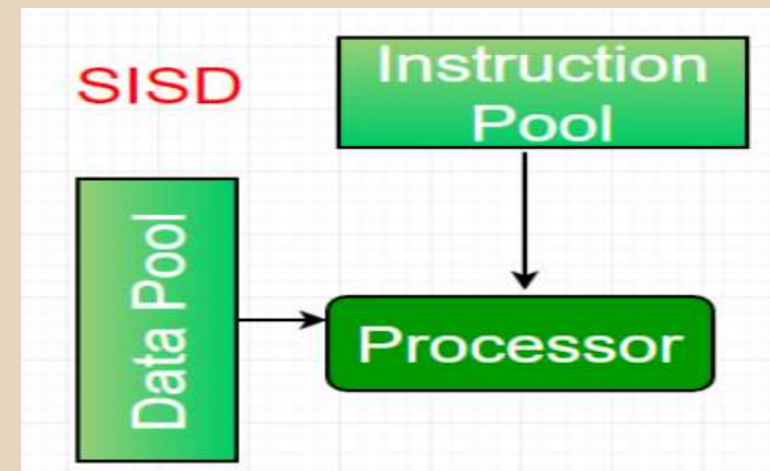 SISD
Instruction
Pool
Data Pool
Processor